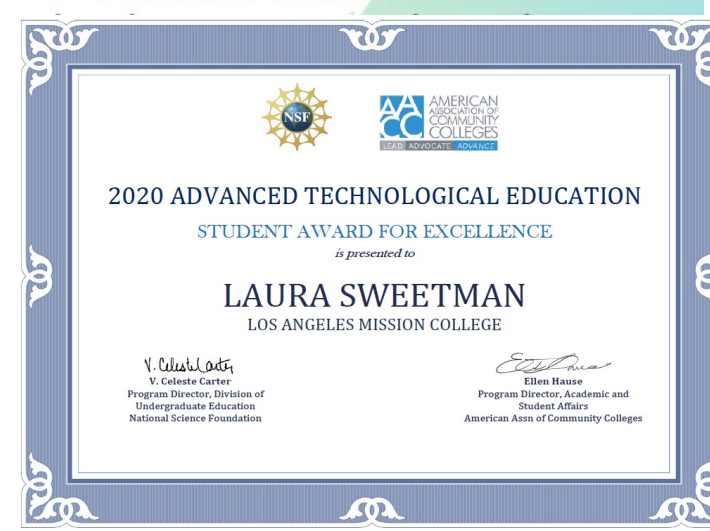 NSF
AACC
AMERICAN
ASSOCIATION OF
COMMUNITY
COLLEGES
LEAD ADVOCATE ADVANCE
2020 ADVANCED TECHNOLOGICAL EDUCATION
STUDENT AWARD FOR EXCELLENCE
is presented to
LAURA SWEETMAN
LOS ANGELES MISSION COLLEGE
V. Celeste Carter
V. Celeste Carter
Program Director, Division of
Undergraduate Education
National Science Foundation
Ellen Hause
Program Director, Academic and
Student Affairs
American Assn of Community Colleges